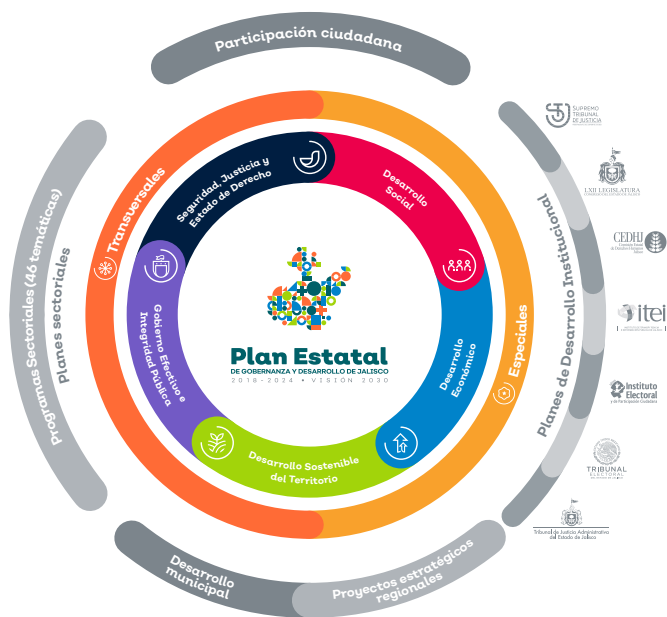 Participación ciudadana
Programas Sectoriales (46 temáticas)
Planes sectoriales
Transversales
Especiales
Seguridad, Justicia y
Estado de Derecho
Desarrollo
Social
Desarrollo
Económico
Desarrollo Sostenible
del Territorio
Gobierno Efectivo e
Integridad Pública
Plan Estatal
DE GOBERNANZA Y DESARROLLO DE JALISCO
2018-2024 • VISIÓN 2030
Desarrollo
municipal
Proyectos estratégicos
regionales
Planes de Desarrollo Institucional
SUPREMO
TRIBUNAL
DE JUSTICIA
LXII LEGISLATURA
CEDHJ
itei
Instituto
Electoral
y de Participación Ciudadana
TRIBUNAL
ELECTORAL
Tribunal de Justicia Administrativa
del Estado de Jalisco